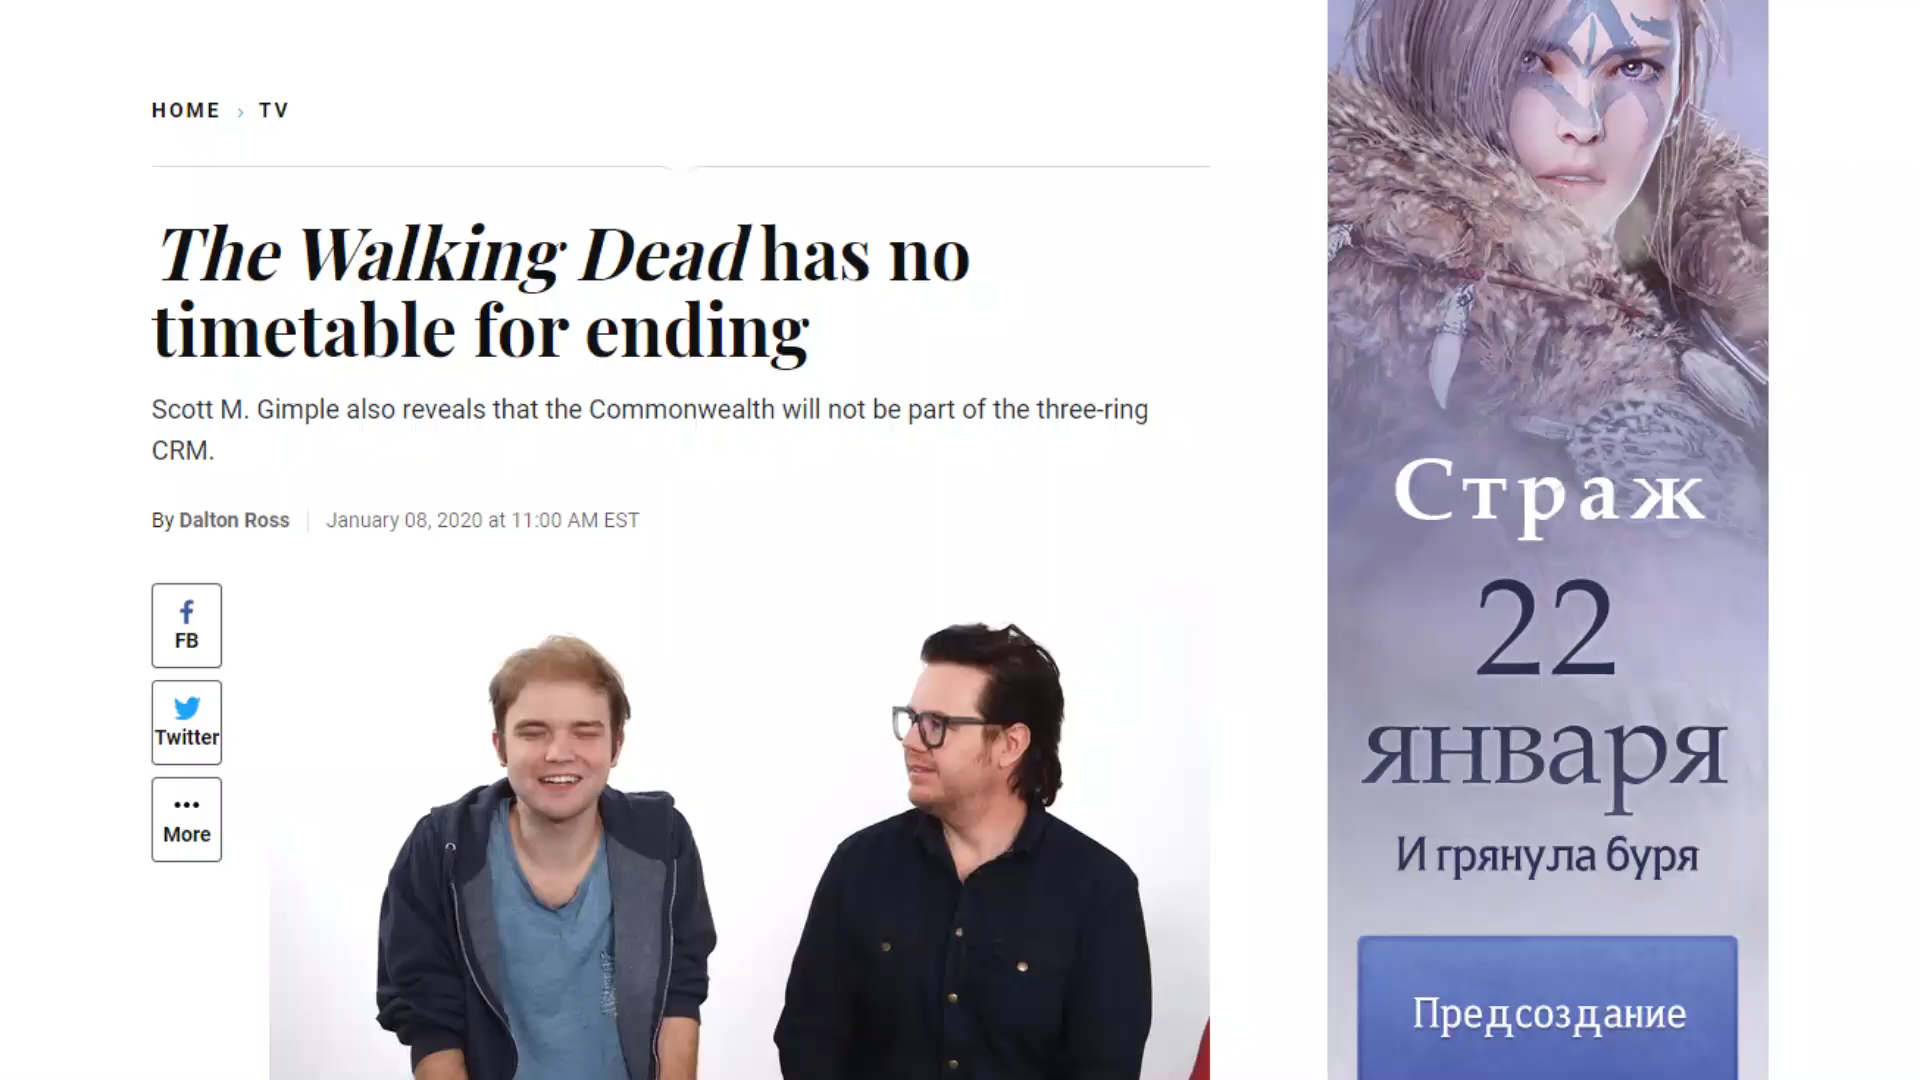 HOME › TV
The Walking Dead has no
timetable for ending
Scott M. Gimple also reveals that the Commonwealth will not be part of the three-ring
CRM.
By Dalton Ross
January 08, 2020 at 11:00 AM EST
FB
Twitter
More
Страж
22
января
И грянула буря
Предсоздание